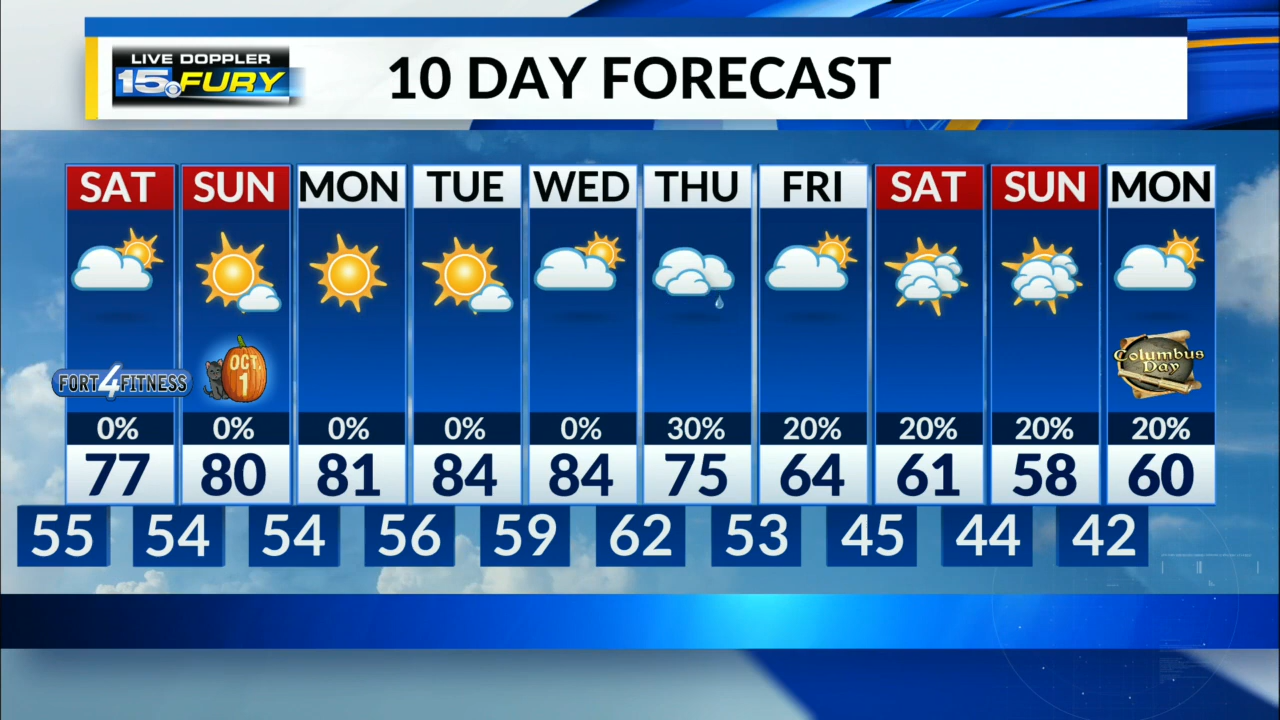 LIVE DOPPLER
15 FURY
10 DAY FORECAST
SAT SUN MON TUE WED THU FRI SAT SUN MON
FORT4FITNESS
OCT. 1
Columbus Day
0% 0% 0% 0% 0% 30% 20% 20% 20% 20%
77 80 81 84 84 75 64 61 58 60
55 54 54 56 59 62 53 45 44 42